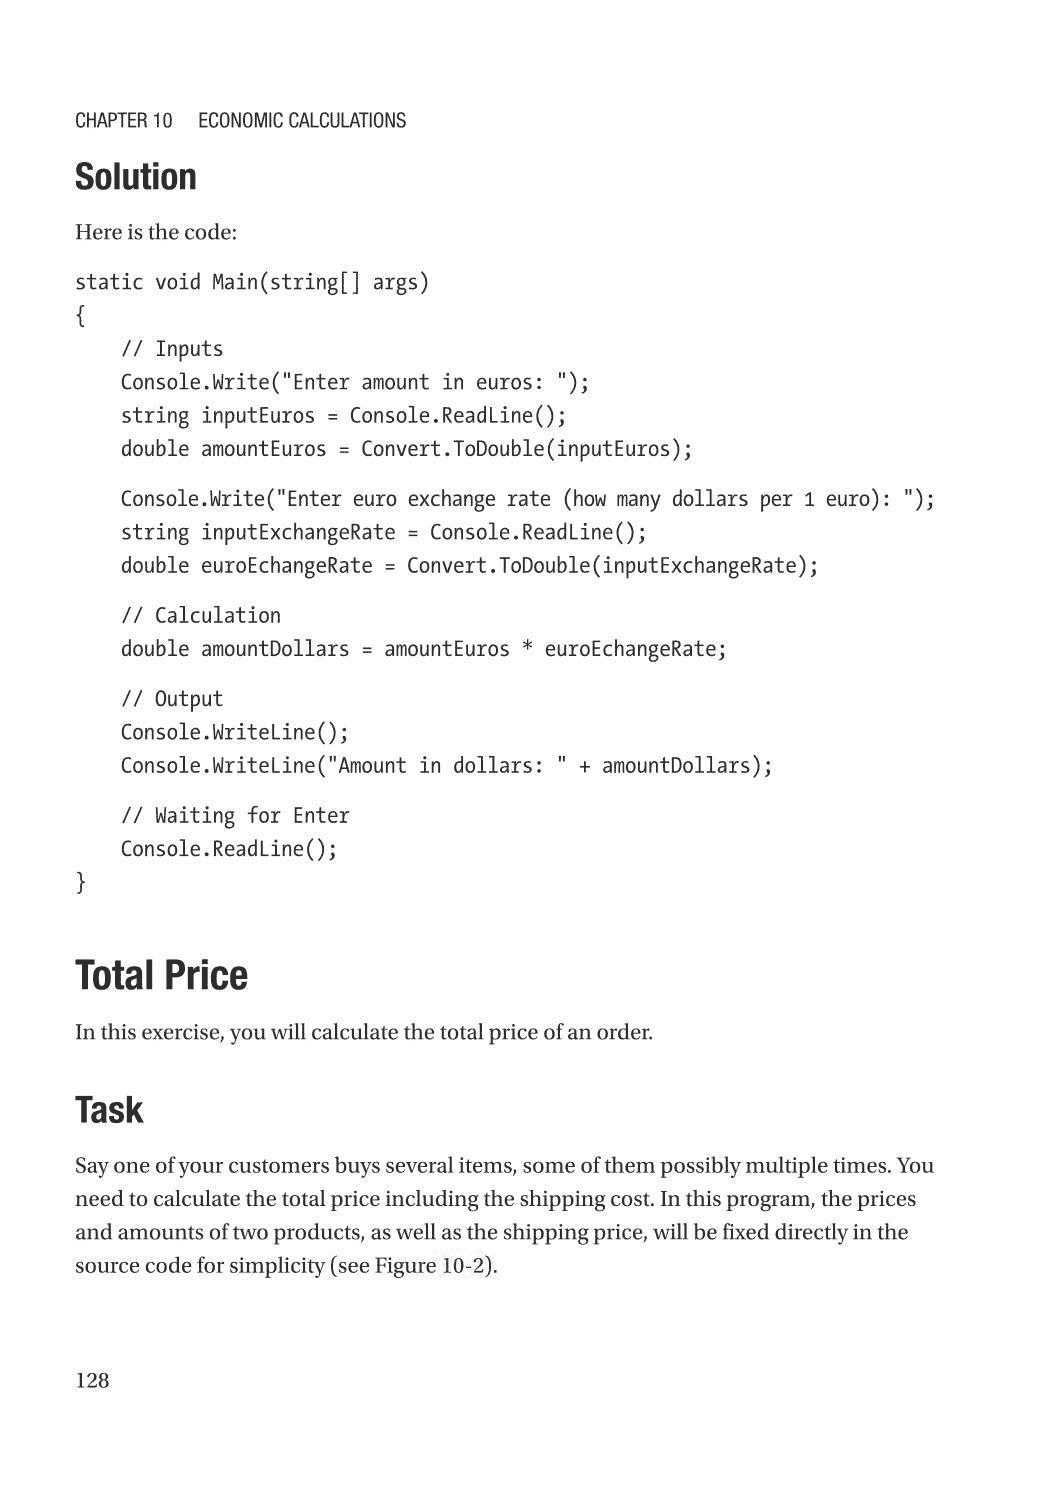 CHAPTER 10 ECONOMIC CALCULATIONS
Solution
Here is the code:
static void Main(string[] args)
{
    // Inputs
    Console.Write("Enter amount in euros: ");
    string inputEuros = Console.ReadLine();
    double amountEuros = Convert.ToDouble(inputEuros);
    Console.Write("Enter euro exchange rate (how many dollars per 1 euro): ");
    string inputExchangeRate = Console.ReadLine();
    double euroEchangeRate = Convert.ToDouble(inputExchangeRate);
    // Calculation
    double amountDollars = amountEuros * euroEchangeRate;
    // Output
    Console.WriteLine();
    Console.WriteLine("Amount in dollars: " + amountDollars);
    // Waiting for Enter
    Console.ReadLine();
}
Total Price
In this exercise, you will calculate the total price of an order.
Task
Say one of your customers buys several items, some of them possibly multiple times. You
need to calculate the total price including the shipping cost. In this program, the prices
and amounts of two products, as well as the shipping price, will be fixed directly in the
source code for simplicity (see Figure 10-2).
128